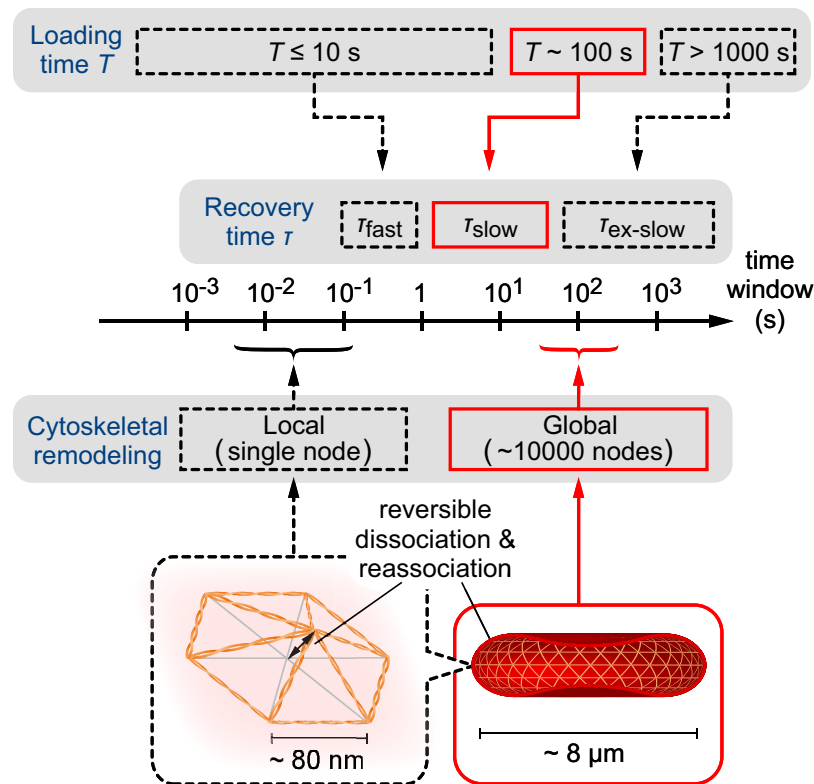 Loading
time T
T ≤ 10 s
T ~ 100 s
T > 1000 s
Recovery
time τ
τfast
τslow
τex-slow
time
window
(s)
10-3
10-2
10-1
1
10¹
10²
10³
Cytoskeletal
remodeling
Local
(single node)
Global
(~10000 nodes)
reversible
dissociation &
reassociation
~ 80 nm
~ 8 μm